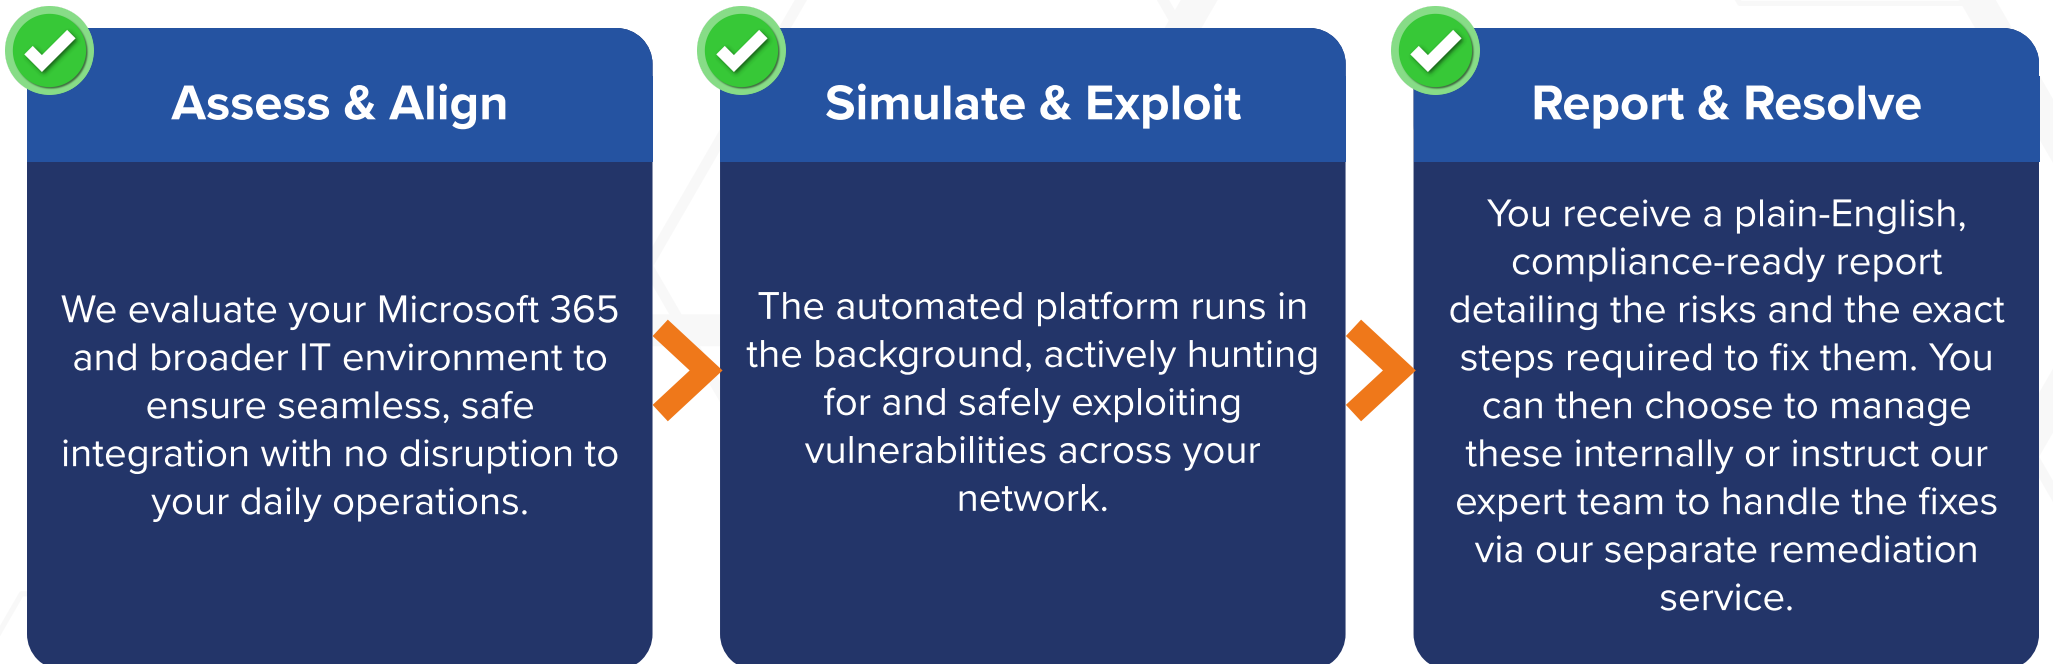 Assess & Align
We evaluate your Microsoft 365
and broader IT environment to
ensure seamless, safe
integration with no disruption to
your daily operations.
Simulate & Exploit
The automated platform runs in
the background, actively hunting
for and safely exploiting
vulnerabilities across your
network.
Report & Resolve
You receive a plain-English,
compliance-ready report
detailing the risks and the exact
steps required to fix them. You
can then choose to manage
these internally or instruct our
expert team to handle the fixes
via our separate remediation
service.